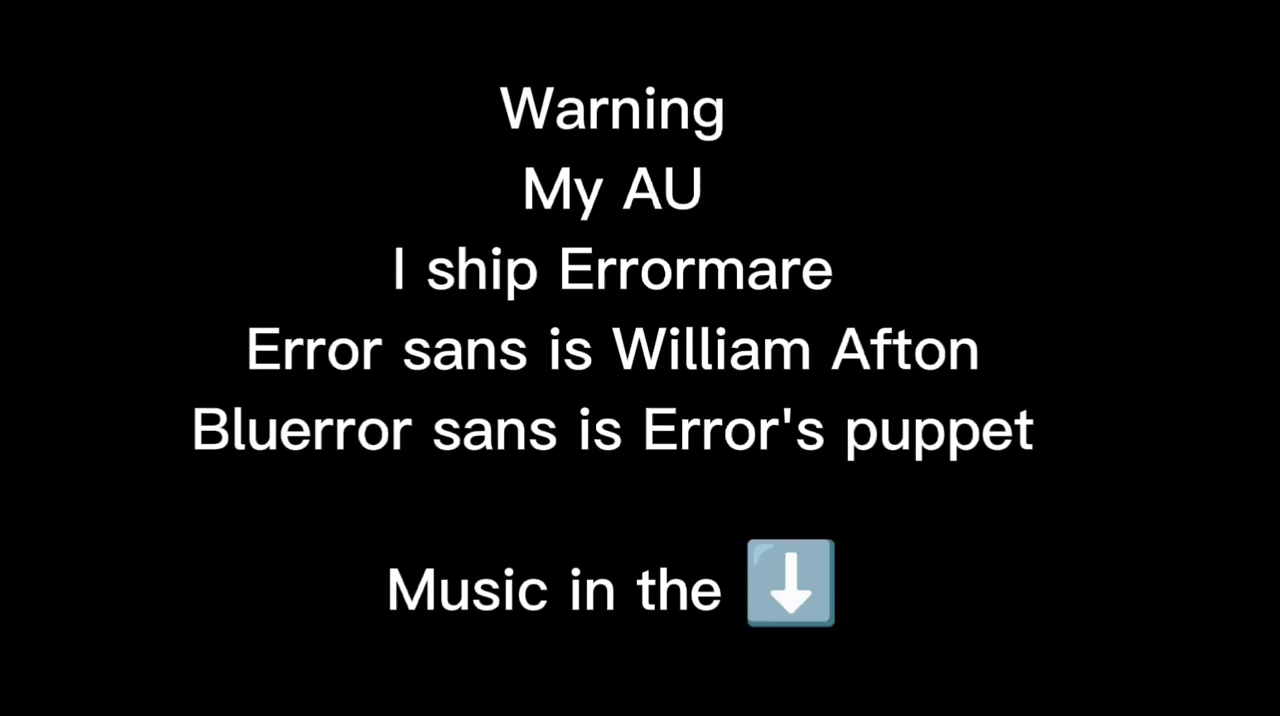 Warning
My AU
I ship Errormare
Error sans is William Afton
Bluerror sans is Error's puppet
Music in the ⬇️